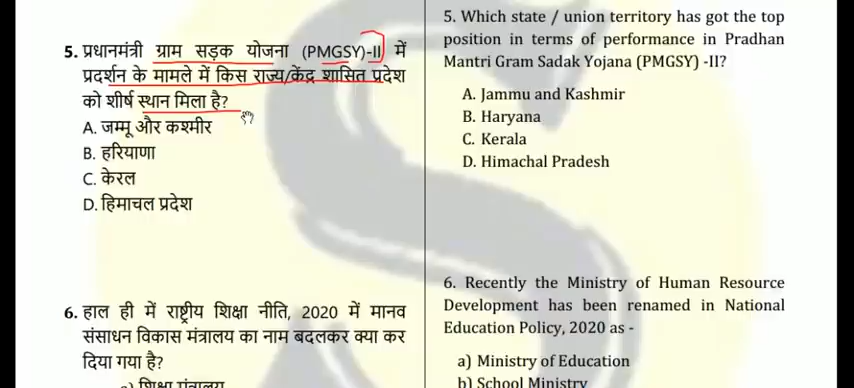 5. प्रधानमंत्री ग्राम सड़क योजना (PMGSY)-II में
प्रदर्शन के मामले में किस राज्य/केंद्र शासित प्रदेश
को शीर्ष स्थान मिला है?
A. जम्मू और कश्मीर
B. हरियाणा
C. केरल
D. हिमाचल प्रदेश
6. हाल ही में राष्ट्रीय शिक्षा नीति, 2020 में मानव
संसाधन विकास मंत्रालय का नाम बदलकर क्या कर
दिया गया है?
a) शिक्षा मंत्रालय
5. Which state / union territory has got the top
position in terms of performance in Pradhan
Mantri Gram Sadak Yojana (PMGSY) -II?
A. Jammu and Kashmir
B. Haryana
C. Kerala
D. Himachal Pradesh
6. Recently the Ministry of Human Resource
Development has been renamed in National
Education Policy, 2020 as -
a) Ministry of Education
b) School Ministry